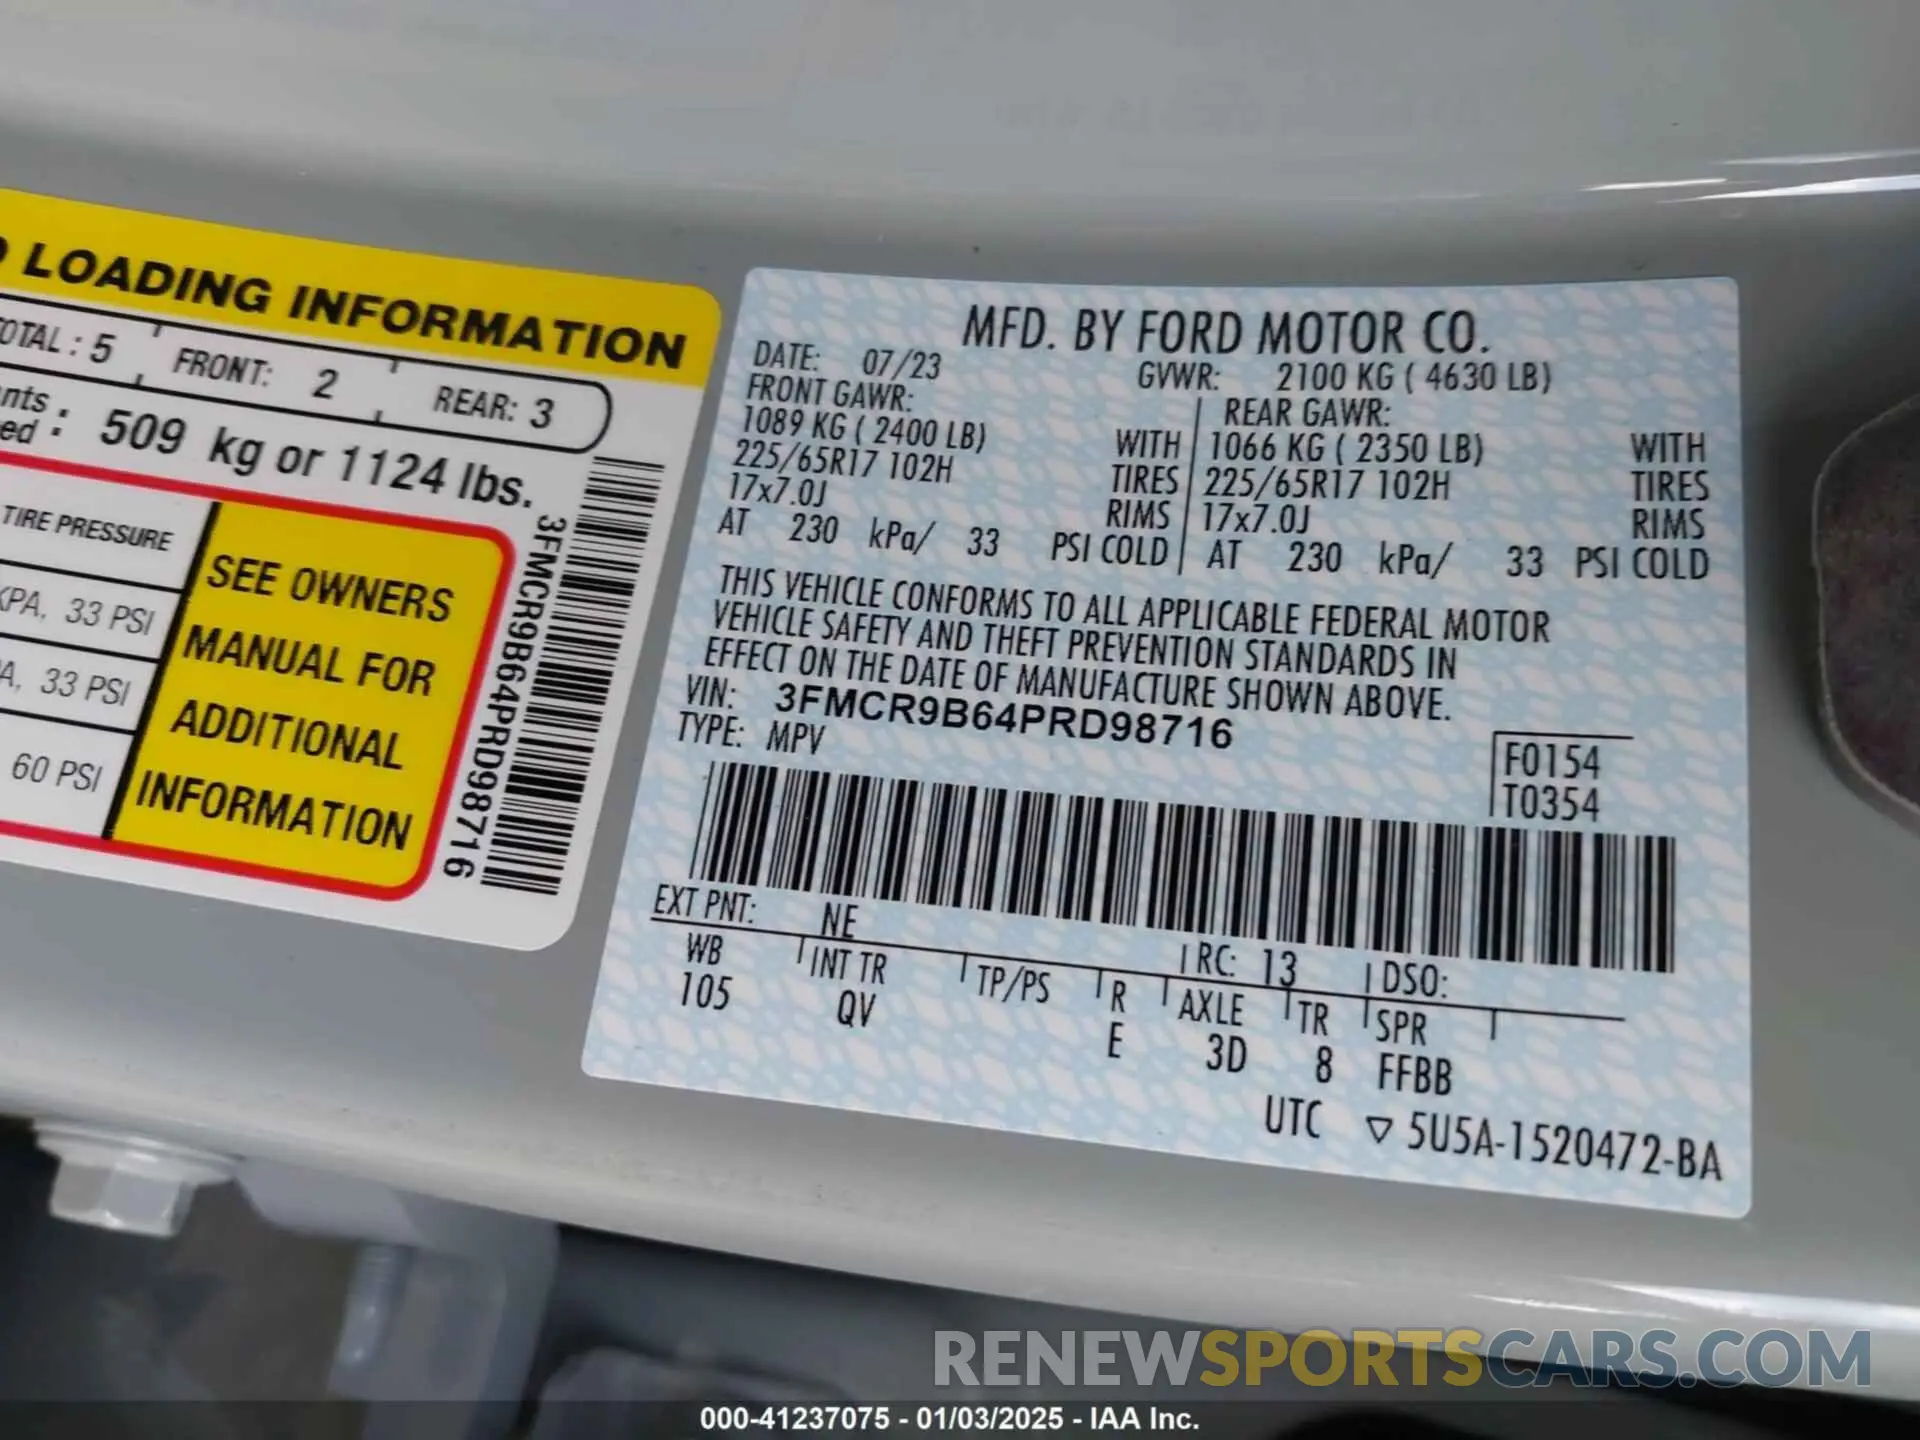 LOADING INFORMATION
TOTAL: 5 FRONT: 2 REAR: 3
509 kg or 1124 lbs.
TIRE PRESSURE
KPA, 33 PSI
33 PSI
60 PSI
SEE OWNERS
MANUAL FOR
ADDITIONAL
INFORMATION
3FMCR9B64PRD98716
MFD. BY FORD MOTOR CO.
DATE: 07/23 GVWR: 2100 KG ( 4630 LB)
FRONT GAWR: REAR GAWR:
1089 KG ( 2400 LB) WITH 1066 KG ( 2350 LB) WITH
225/65R17 102H TIRES 225/65R17 102H TIRES
17x7.0J RIMS 17x7.0J RIMS
AT 230 kPa/ 33 PSI COLD AT 230 kPa/ 33 PSI COLD
THIS VEHICLE CONFORMS TO ALL APPLICABLE FEDERAL MOTOR
VEHICLE SAFETY AND THEFT PREVENTION STANDARDS IN
EFFECT ON THE DATE OF MANUFACTURE SHOWN ABOVE.
VIN: 3FMCR9B64PRD98716
TYPE: MPV
F0154
T0354
EXT PNT: NE RC: 13 DSO:
WB INT TR TP/PS R AXLE TR SPR
105 QV E 3D 8 FFBB
UTC ▽ 5U5A-1520472-BA
RENEWSPORTSCARS.COM
000-41237075 - 01/03/2025 - IAA Inc.